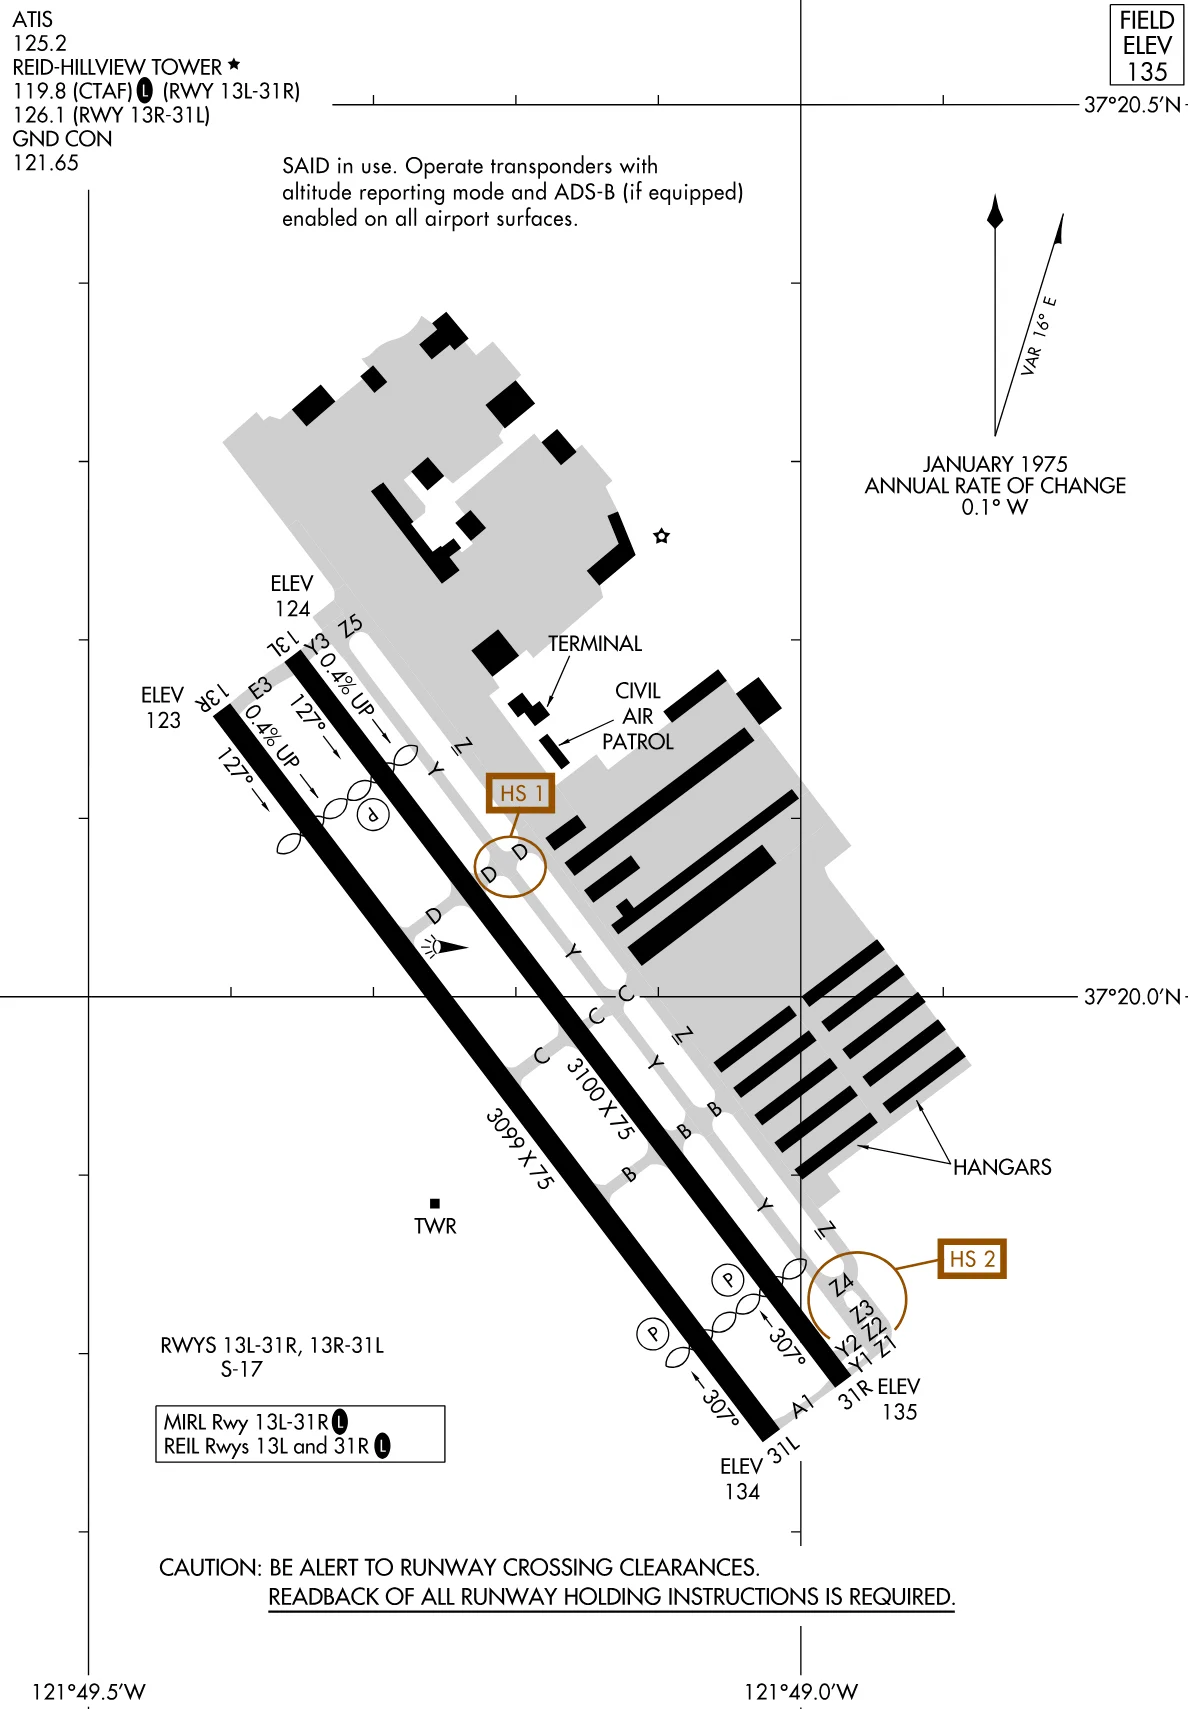 ATIS
125.2
REID-HILLVIEW TOWER ★
119.8 (CTAF) L (RWY 13L-31R)
126.1 (RWY 13R-31L)
GND CON
121.65
FIELD
ELEV
135
37°20.5'N
SAID in use. Operate transponders with
altitude reporting mode and ADS-B (if equipped)
enabled on all airport surfaces.
VAR 16° E
JANUARY 1975
ANNUAL RATE OF CHANGE
0.1° W
ELEV
124
13L
Y3
Z5
TERMINAL
ELEV
123
13R
E3
0.4% UP
127°
0.4% UP
127°
CIVIL
AIR
PATROL
Z
Y
HS 1
P
D
D
D
Y
C
37°20.0'N
C
C
Z
Y
3100 X 75
3099 X 75
B
B
B
HANGARS
Y
Z
TWR
HS 2
P
P
Z4
Z3
Z2
Z1
Y2
Y1
307°
307°
31R
ELEV
135
A1
31L
ELEV
134
RWYS 13L-31R, 13R-31L
S-17
MIRL Rwy 13L-31R L
REIL Rwys 13L and 31R L
CAUTION: BE ALERT TO RUNWAY CROSSING CLEARANCES.
READBACK OF ALL RUNWAY HOLDING INSTRUCTIONS IS REQUIRED.
121°49.5'W
121°49.0'W